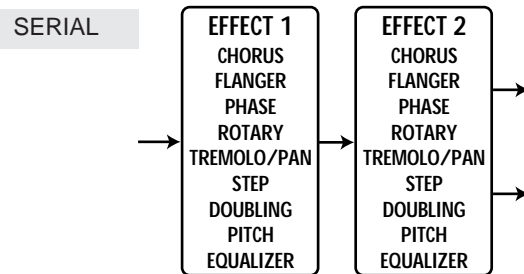 SERIAL
EFFECT 1
CHORUS
FLANGER
PHASE
ROTARY
TREMOLO/PAN
STEP
DOUBLING
PITCH
EQUALIZER
EFFECT 2
CHORUS
FLANGER
PHASE
ROTARY
TREMOLO/PAN
STEP
DOUBLING
PITCH
EQUALIZER